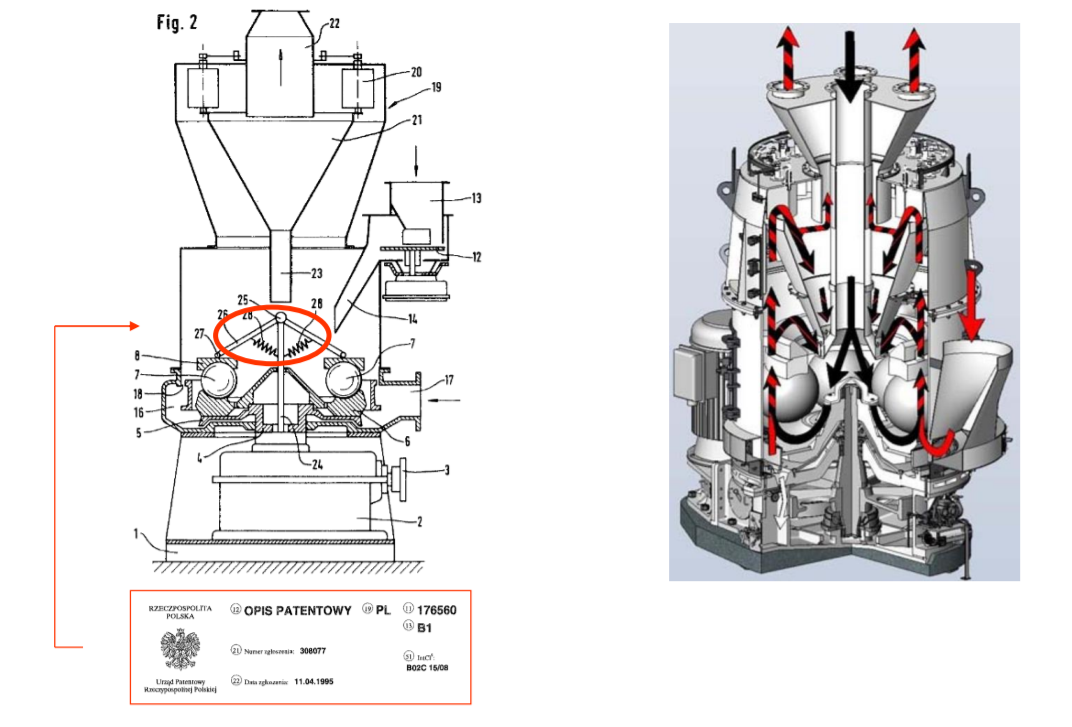 Fig. 2
22
20
19
21
13
12
23
14
25
26
28
28
27
8
7
7
17
18
16
5
6
4
24
3
2
1
RZECZPOSPOLITA
POLSKA
Urząd Patentowy
Rzeczypospolitej Polskiej
(12) OPIS PATENTOWY (19) PL (11) 176560
(13) B1
(21) Numer zgłoszenia: 308077
(51) IntCl6:
B02C 15/08
(22) Data zgłoszenia: 11.04.1995